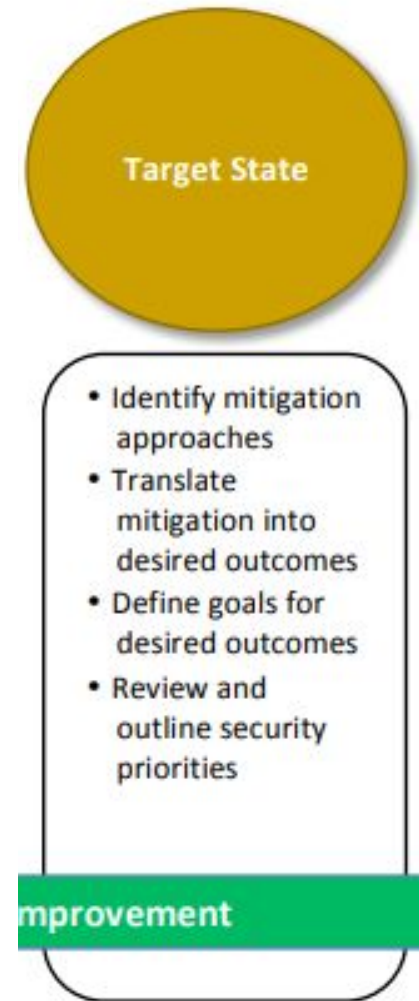 Target State
• Identify mitigation
approaches
• Translate
mitigation into
desired outcomes
• Define goals for
desired outcomes
• Review and
outline security
priorities
mprovement